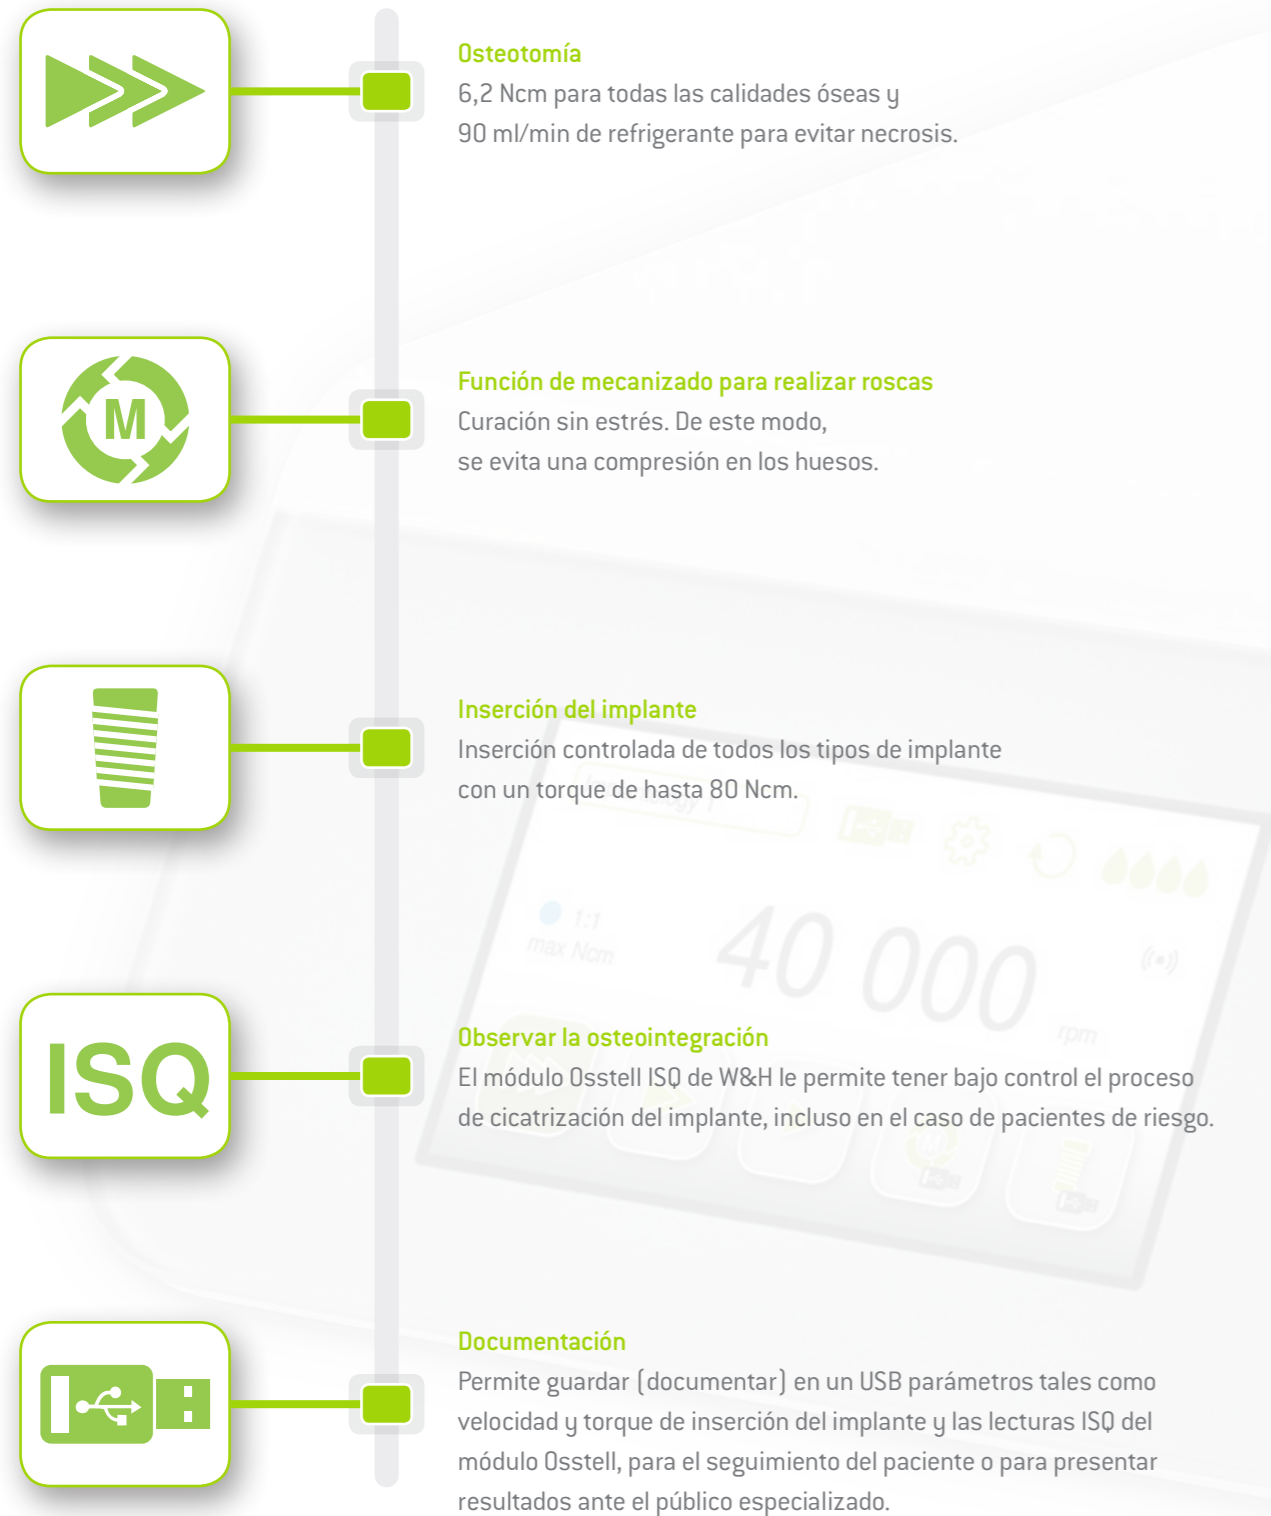 Osteotomía
6,2 Ncm para todas las calidades óseas y
90 ml/min de refrigerante para evitar necrosis.
M
Función de mecanizado para realizar roscas
Curación sin estrés. De este modo,
se evita una compresión en los huesos.
Inserción del implante
Inserción controlada de todos los tipos de implante
con un torque de hasta 80 Ncm.
1:1
max Ncm
40 000
rpm
ISQ
Observar la osteointegración
El módulo Osstell ISQ de W&H le permite tener bajo control el proceso
de cicatrización del implante, incluso en el caso de pacientes de riesgo.
M
Documentación
Permite guardar (documentar) en un USB parámetros tales como
velocidad y torque de inserción del implante y las lecturas ISQ del
módulo Osstell, para el seguimiento del paciente o para presentar
resultados ante el público especializado.